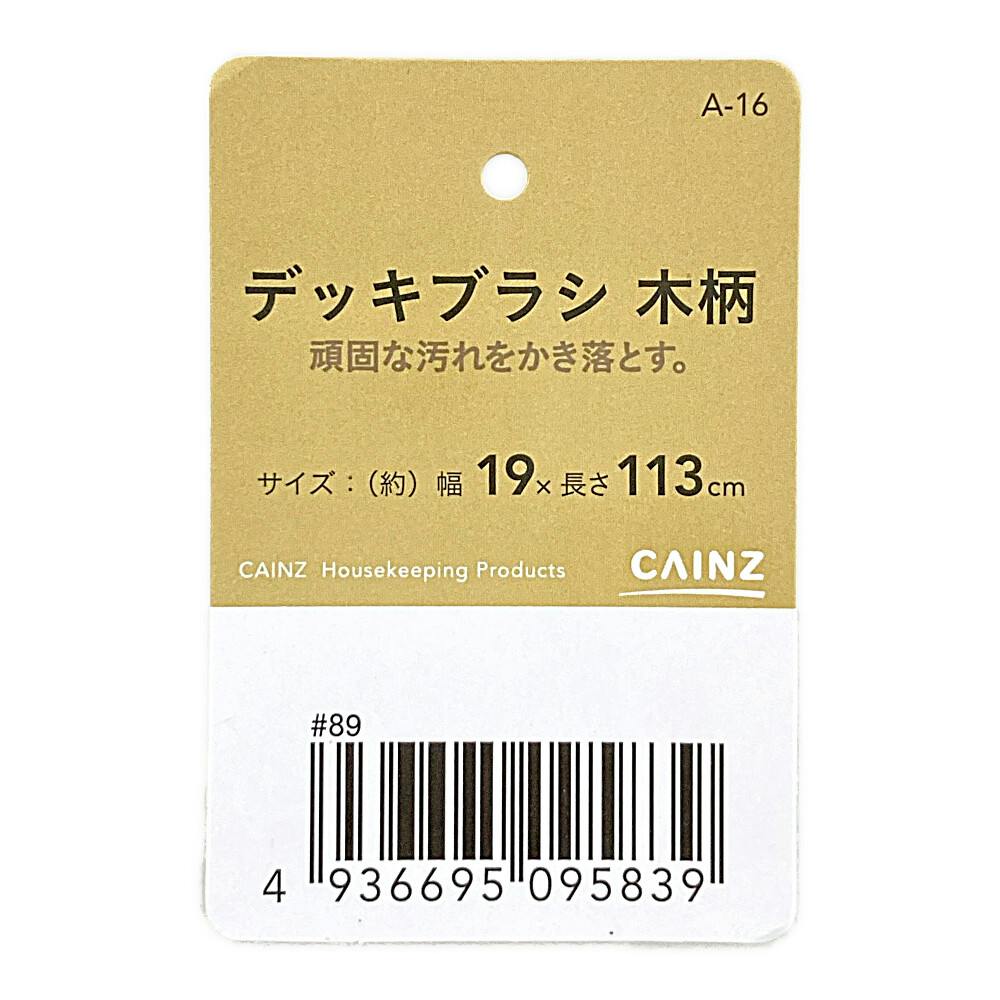 A-16
デッキブラシ 木柄
頑固な汚れをかき落とす。
サイズ：（約）幅 19× 長さ 113cm
CAINZ Housekeeping Products CAINZ
#89
4 936695 095839